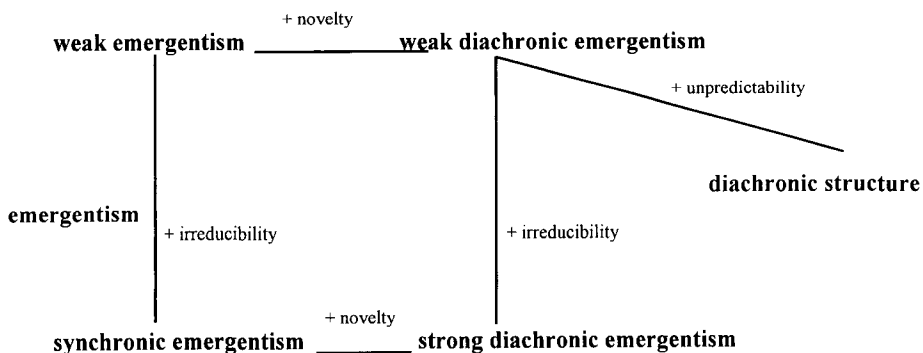 + novelty
weak emergentism
weak diachronic emergentism
+ unpredictability
diachronic structure
emergentism
+ irreducibility
+ irreducibility
+ novelty
synchronic emergentism
strong diachronic emergentism